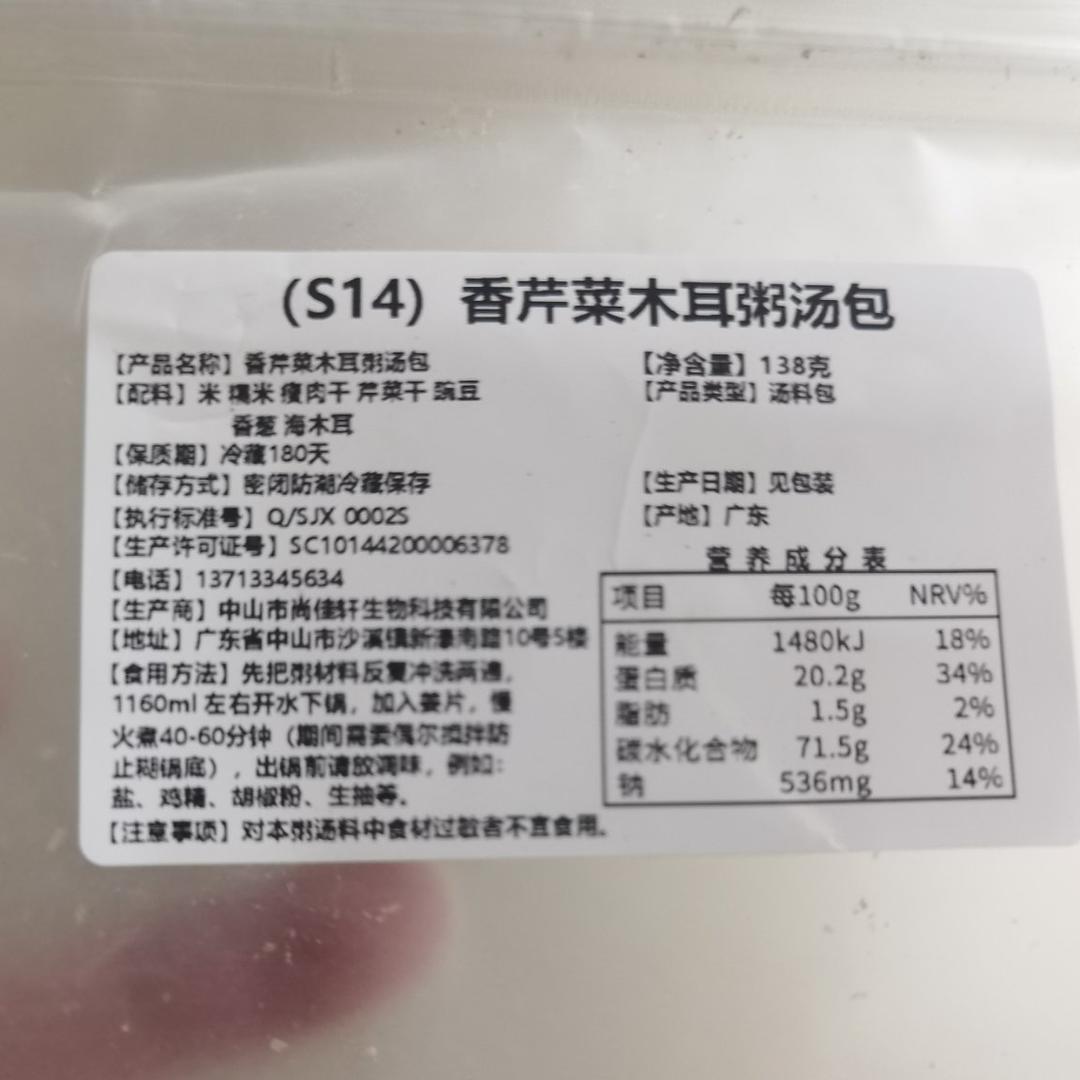 （S14）香芹菜木耳粥汤包
【产品名称】香芹菜木耳粥汤包
【净含量】138克
【配料】米 糯米 瘦肉干 芹菜干 豌豆
香葱 海木耳
【产品类型】汤料包
【保质期】冷藏180天
【储存方式】密闭防潮冷藏保存
【生产日期】见包装
【执行标准号】Q/SJX 0002S
【产地】广东
【生产许可证号】SC10144200006378
【电话】13713345634
【生产商】中山市尚佳轩生物科技有限公司
【地址】广东省中山市沙溪镇新濠南路10号5楼
【食用方法】先把粥材料反复冲洗两遍，
1160ml 左右开水下锅，加入姜片，慢
火煮40-60分钟（期间需要偶尔搅拌防
止糊锅底），出锅前请放调味，例如：
盐、鸡精、胡椒粉、生抽等。
【注意事项】对本粥汤料中食材过敏者不宜食用。
营养成分表
项目 每100g NRV%
能量 1480kJ 18%
蛋白质 20.2g 34%
脂肪 1.5g 2%
碳水化合物 71.5g 24%
钠 536mg 14%